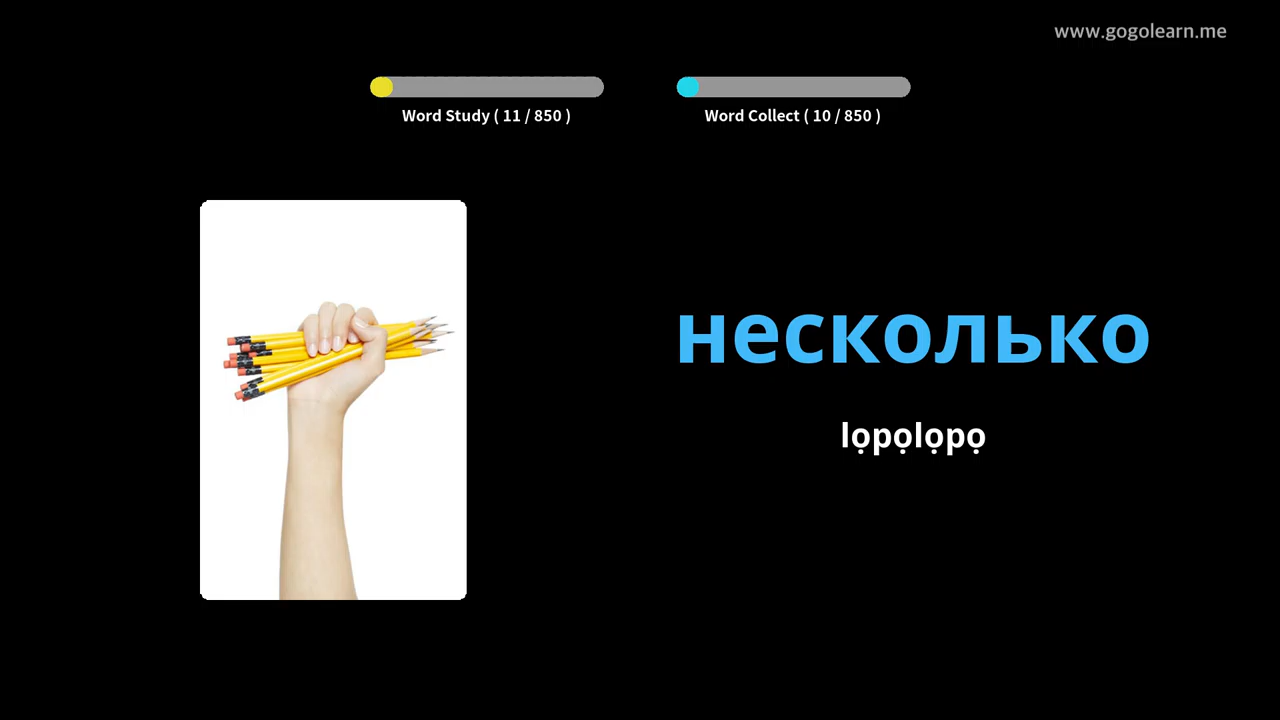 www.gogolearn.me
Word Study ( 11 / 850 )
Word Collect ( 10 / 850 )
несколько
lọpọlọpọ